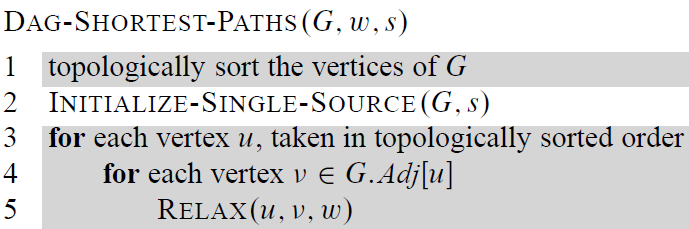 DAG-SHORTEST-PATHS(G, w, s)
1 topologically sort the vertices of G
2 INITIALIZE-SINGLE-SOURCE(G, s)
3 for each vertex u, taken in topologically sorted order
4 for each vertex v ∈ G.Adj[u]
5 RELAX(u, v, w)